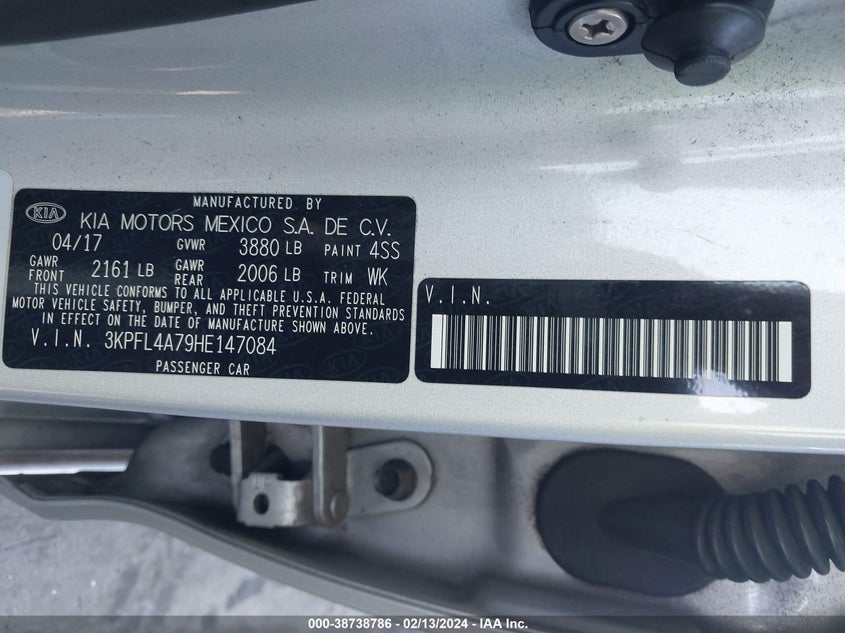 MANUFACTURED BY
KIA KIA MOTORS MEXICO S.A. DE C.V.
04/17 GVWR 3880 LB PAINT 4SS
GAWR FRONT 2161 LB GAWR REAR 2006 LB TRIM WK
THIS VEHICLE CONFORMS TO ALL APPLICABLE U.S.A. FEDERAL
MOTOR VEHICLE SAFETY, BUMPER, AND THEFT PREVENTION STANDARDS
IN EFFECT ON THE DATE OF MANUFACTURE SHOWN ABOVE.
V.I.N. 3KPFL4A79HE147084
PASSENGER CAR
V.I.N.
000-38738786 - 02/13/2024 - IAA Inc.